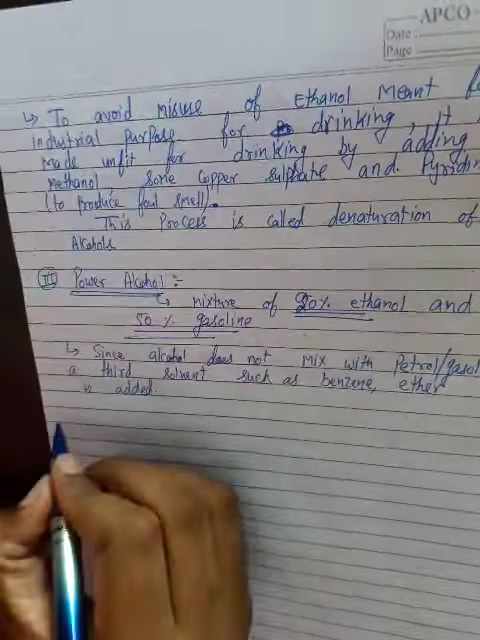 APCO
Date
Page
↳ To avoid misuse of Ethanol Meant
Industrial Purpose for drinking, it
Made unfit for drinking by adding
Methanol Some Copper sulphate and Pyridin
(to produce foul smell).
This Process is called denaturation of
Alcohols
III Power Alcohol :-
↳ mixture of 20% ethanol and
50 % gasoline
↳ Since alcohol does not mix with Petrol/gasol
a third solvent such as benzene, ether
is added.